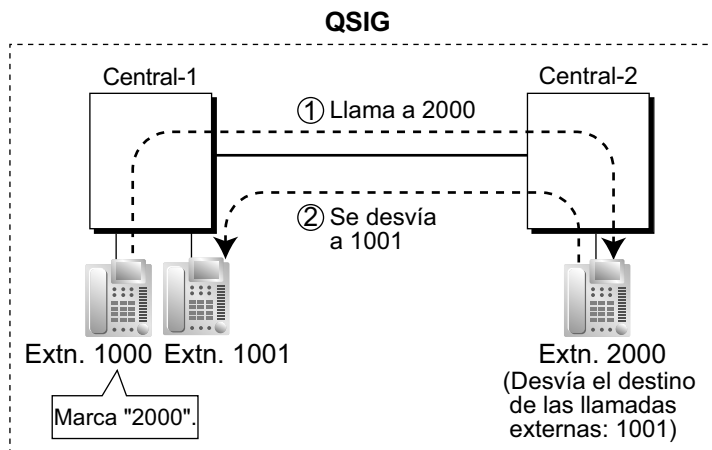 QSIG
Central-1
Central-2
① Llama a 2000
② Se desvía
a 1001
Extn. 1000
Extn. 1001
Extn. 2000
(Desvía el destino
de las llamadas
externas: 1001)
Marca "2000".